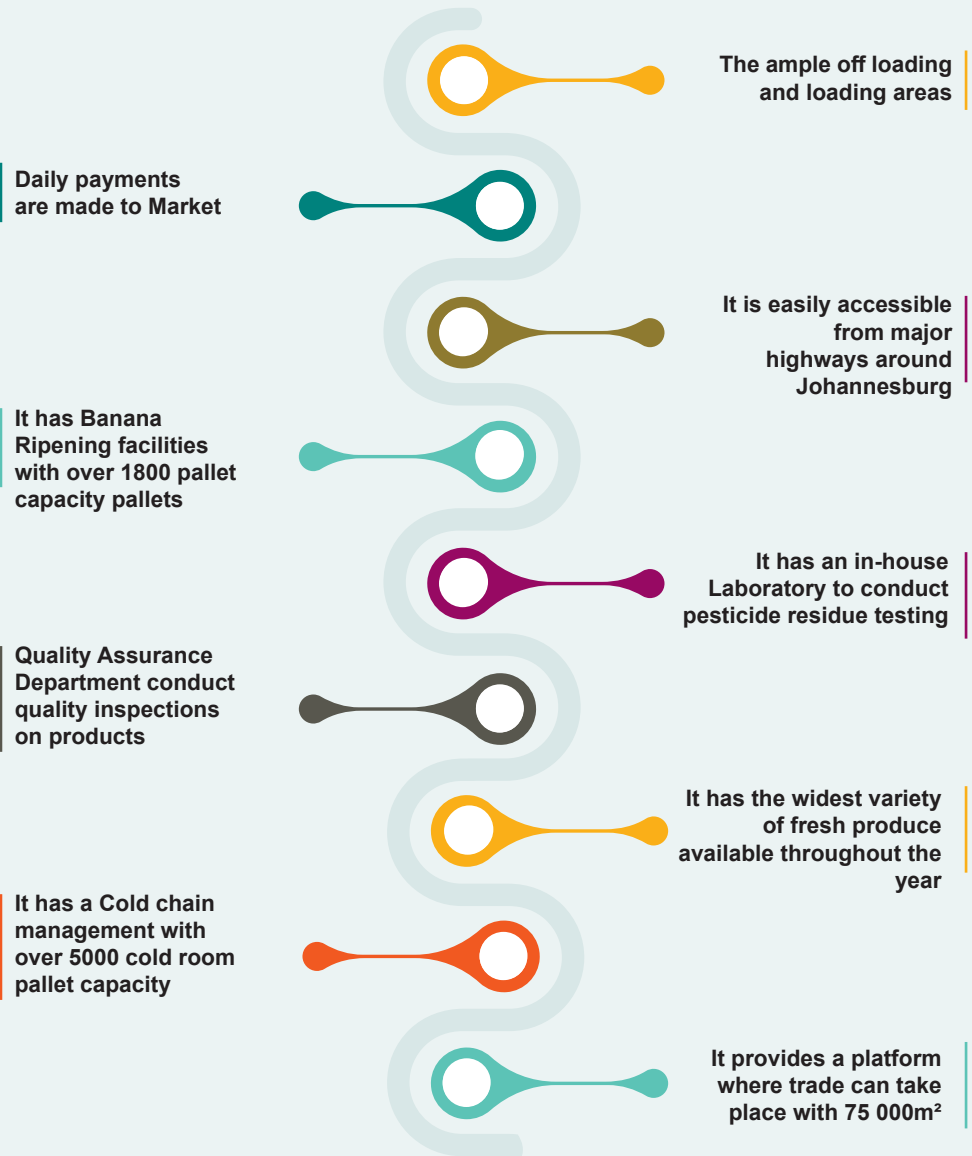 The ample off loading
and loading areas
Daily payments
are made to Market
It is easily accessible
from major
highways around
Johannesburg
It has Banana
Ripening facilities
with over 1800 pallet
capacity pallets
It has an in-house
Laboratory to conduct
pesticide residue testing
Quality Assurance
Department conduct
quality inspections
on products
It has the widest variety
of fresh produce
available throughout the
year
It has a Cold chain
management with
over 5000 cold room
pallet capacity
It provides a platform
where trade can take
place with 75 000m²